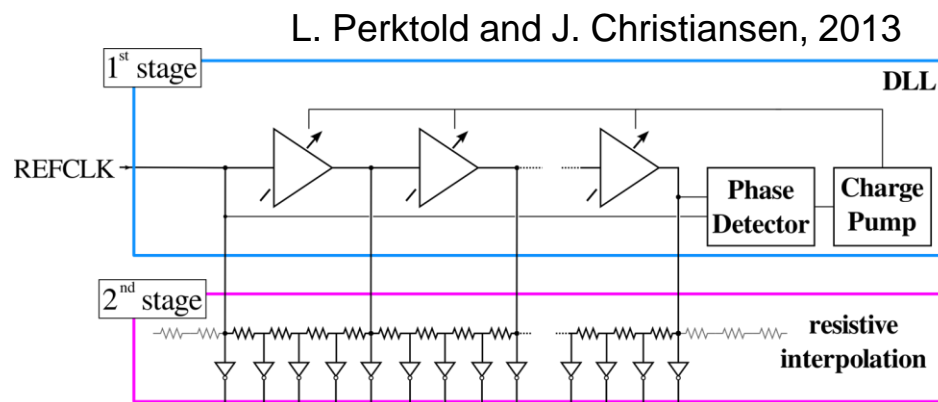 L. Perktold and J. Christiansen, 2013
1st stage
DLL
REFCLK
Phase
Detector
Charge
Pump
2nd stage
resistive
interpolation